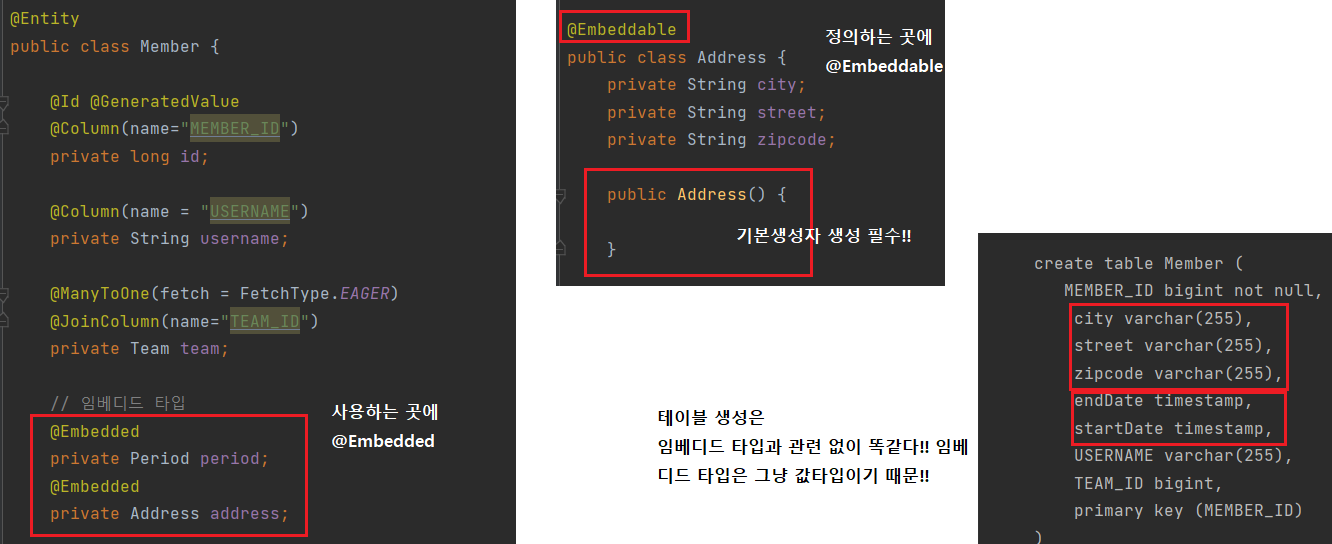 @Entity
public class Member {
@Id @GeneratedValue
@Column(name="MEMBER_ID")
private long id;
@Column(name = "USERNAME")
private String username;
@ManyToOne(fetch = FetchType.EAGER)
@JoinColumn(name="TEAM_ID")
private Team team;
// 임베디드 타입
@Embedded
private Period period;
@Embedded
private Address address;
사용하는 곳에
@Embedded
@Embeddable
public class Address {
private String city;
private String street;
private String zipcode;
public Address() {
}
정의하는 곳에
@Embeddable
기본생성자 생성 필수!!
테이블 생성은
임베디드 타입과 관련 없이 똑같다!! 임베
디드 타입은 그냥 값타입이기 때문!!
create table Member (
MEMBER_ID bigint not null,
city varchar(255),
street varchar(255),
zipcode varchar(255),
endDate timestamp,
startDate timestamp,
USERNAME varchar(255),
TEAM_ID bigint,
primary key (MEMBER_ID)
)